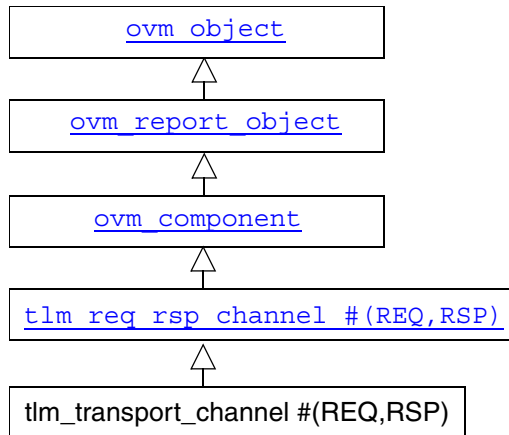 ovm_object
ovm_report_object
ovm_component
tlm_req_rsp_channel #(REQ,RSP)
tlm_transport_channel #(REQ,RSP)